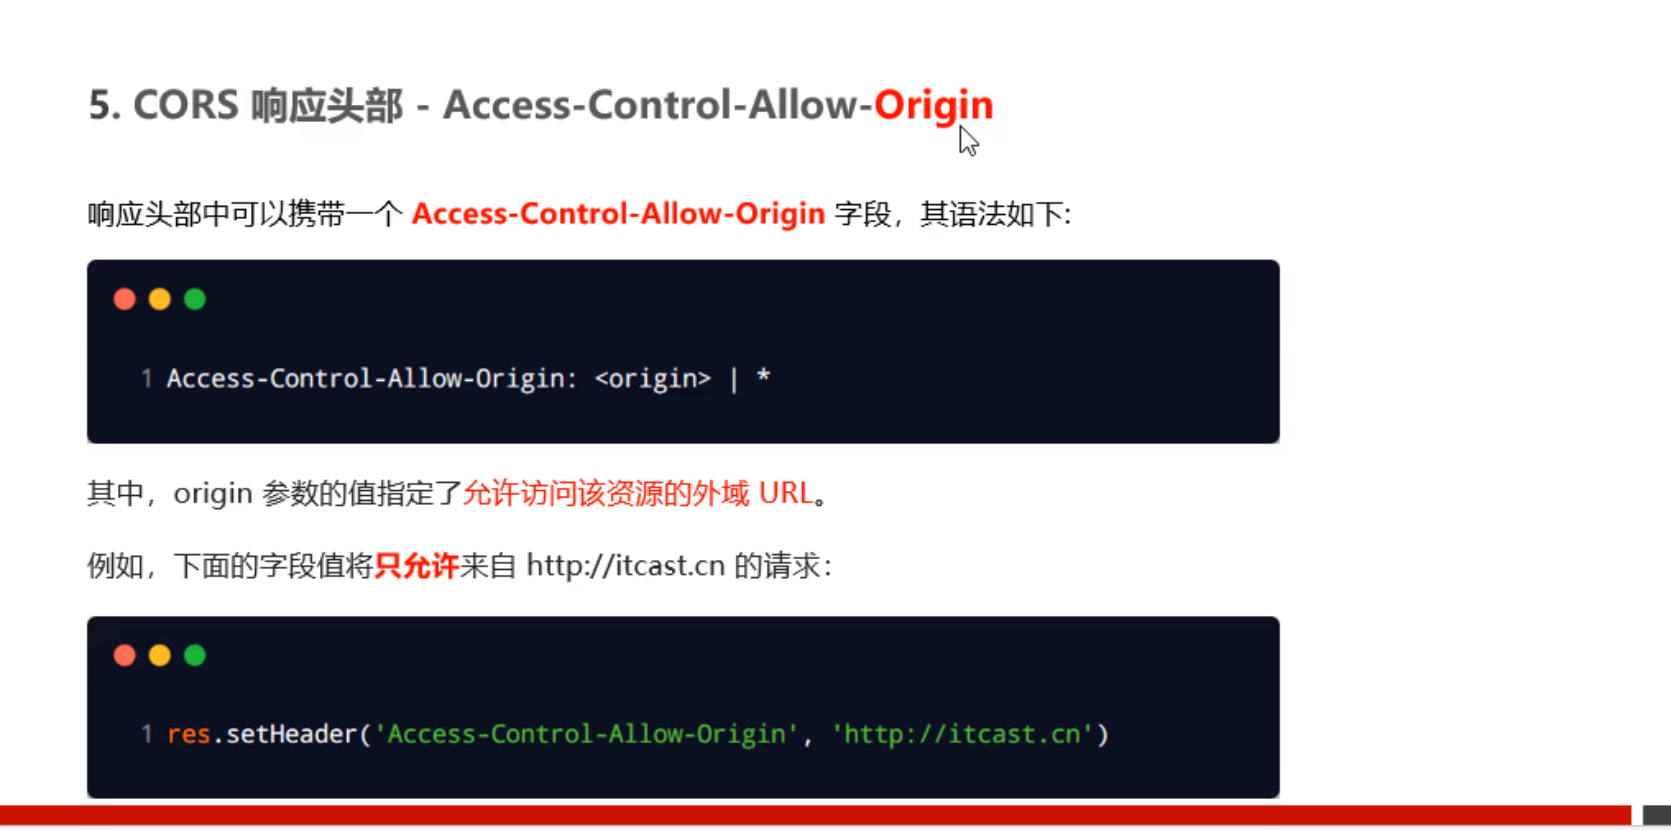 5. CORS 响应头部 - Access-Control-Allow-Origin
响应头部中可以携带一个 Access-Control-Allow-Origin 字段，其语法如下:
1 Access-Control-Allow-Origin: <origin> | *
其中，origin 参数的值指定了允许访问该资源的外域 URL。
例如，下面的字段值将只允许来自 http://itcast.cn 的请求：
1 res.setHeader('Access-Control-Allow-Origin', 'http://itcast.cn')